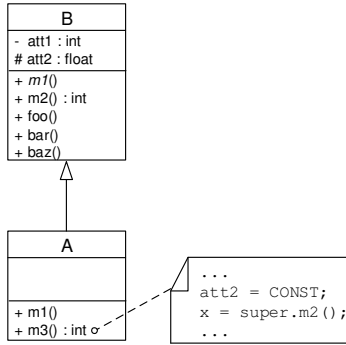 B
- att1 : int
# att2 : float
+ m1()
+ m2() : int
+ foo()
+ bar()
+ baz()
A
+ m1()
+ m3() : int
...
att2 = CONST;
x = super.m2();
...